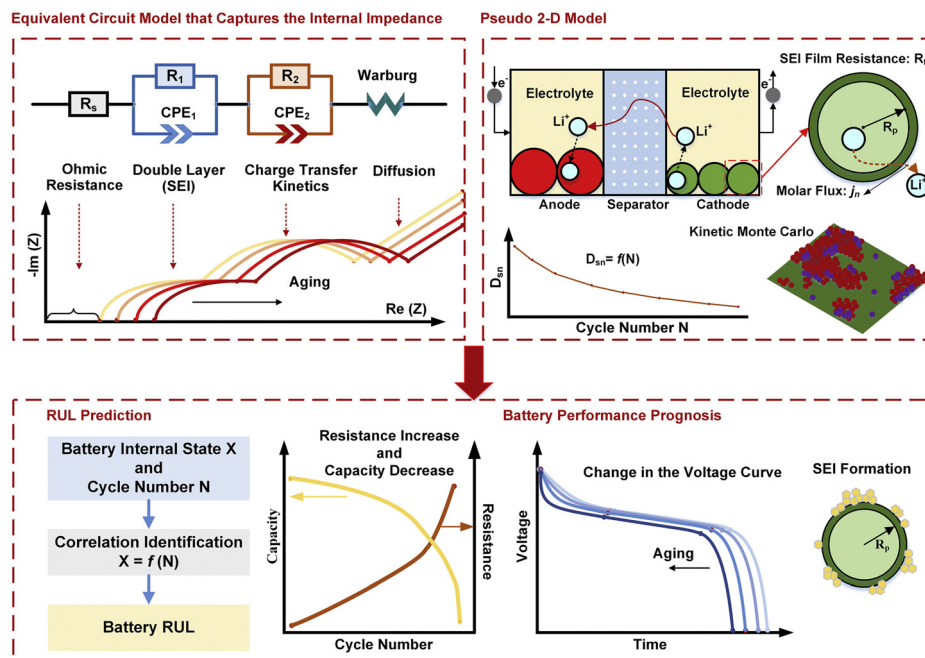 Equivalent Circuit Model that Captures the Internal Impedance
R1
R2
Warburg
Rs
CPE1
CPE2
Ohmic
Resistance
Double Layer
(SEI)
Charge Transfer
Kinetics
Diffusion
-Im (Z)
Aging
Re (Z)
Pseudo 2-D Model
SEI Film Resistance: R
e-
Electrolyte
Electrolyte
e-
Li+
Li+
Rp
Li+
Molar Flux: jn
Anode
Separator
Cathode
Kinetic Monte Carlo
Dsn
Dsn= f(N)
Cycle Number N
RUL Prediction
Battery Internal State X
and
Cycle Number N
Correlation Identification
X = f (N)
Battery RUL
Resistance Increase
and
Capacity Decrease
Capacity
Resistance
Cycle Number
Battery Performance Prognosis
Change in the Voltage Curve
Voltage
Aging
Time
SEI Formation
Rp